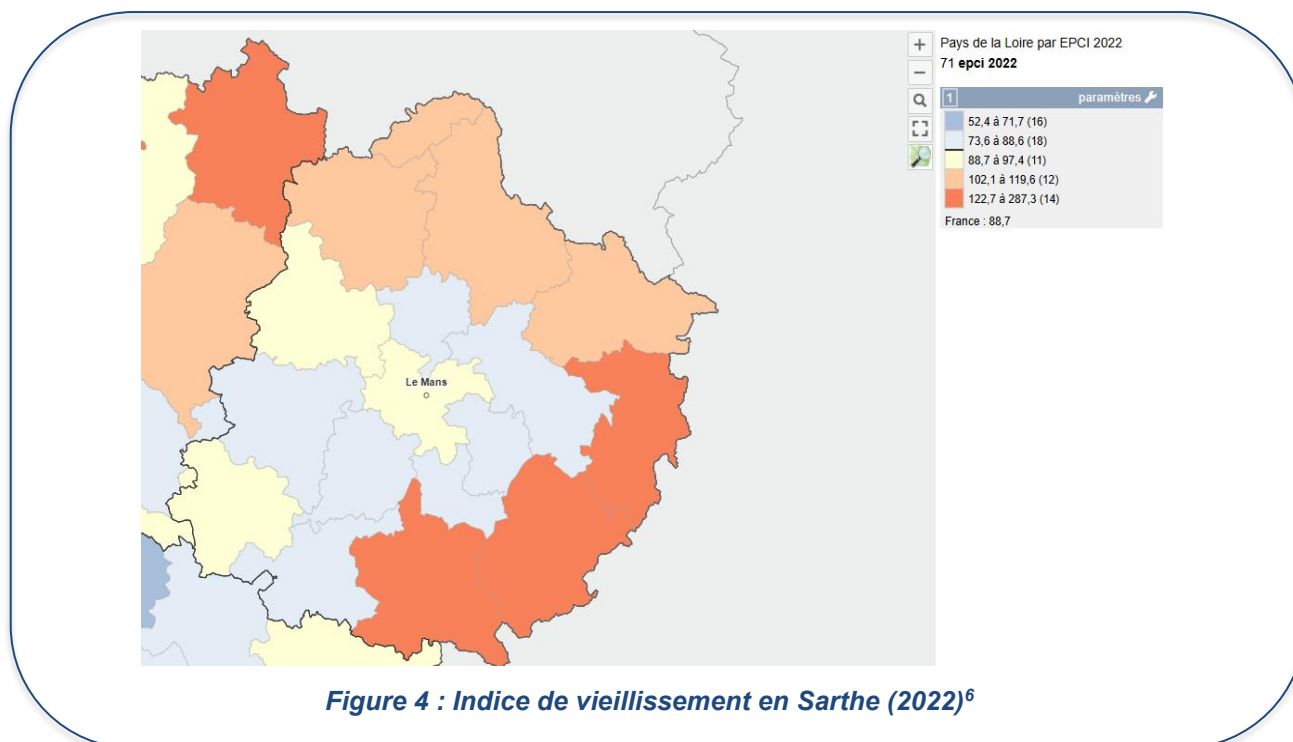 Pays de la Loire par EPCI 2022
71 epci 2022
1 paramètres
52,4 à 71,7 (16)
73,6 à 88,6 (18)
88,7 à 97,4 (11)
102,1 à 119,6 (12)
122,7 à 287,3 (14)
France : 88,7
Le Mans
Figure 4 : Indice de vieillissement en Sarthe (2022)⁶